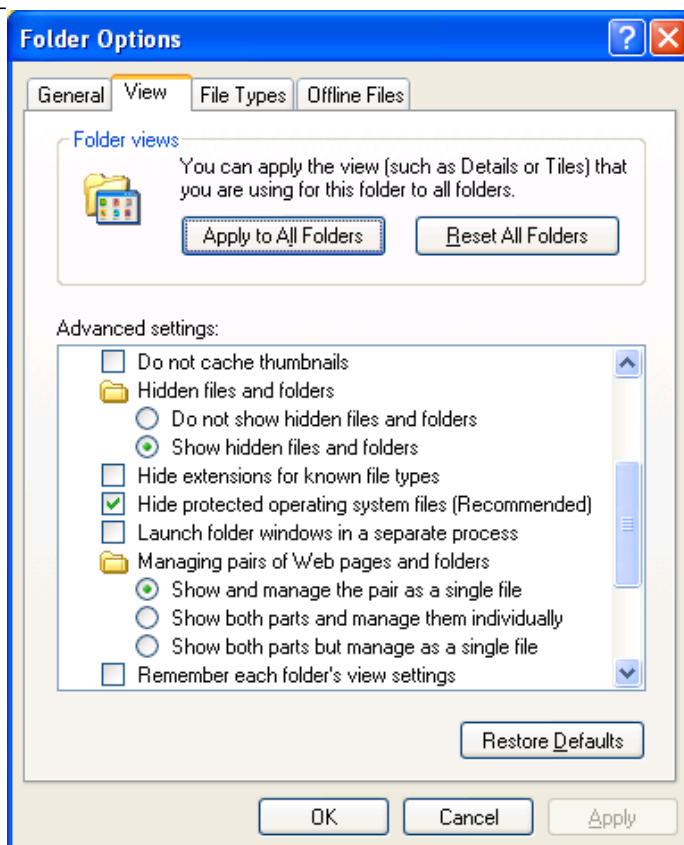 Folder Options
General View File Types Offline Files
Folder views
You can apply the view (such as Details or Tiles) that
you are using for this folder to all folders.
Apply to All Folders Reset All Folders
Advanced settings:
Do not cache thumbnails
Hidden files and folders
Do not show hidden files and folders
Show hidden files and folders
Hide extensions for known file types
Hide protected operating system files (Recommended)
Launch folder windows in a separate process
Managing pairs of Web pages and folders
Show and manage the pair as a single file
Show both parts and manage them individually
Show both parts but manage as a single file
Remember each folder's view settings
Restore Defaults
OK Cancel Apply